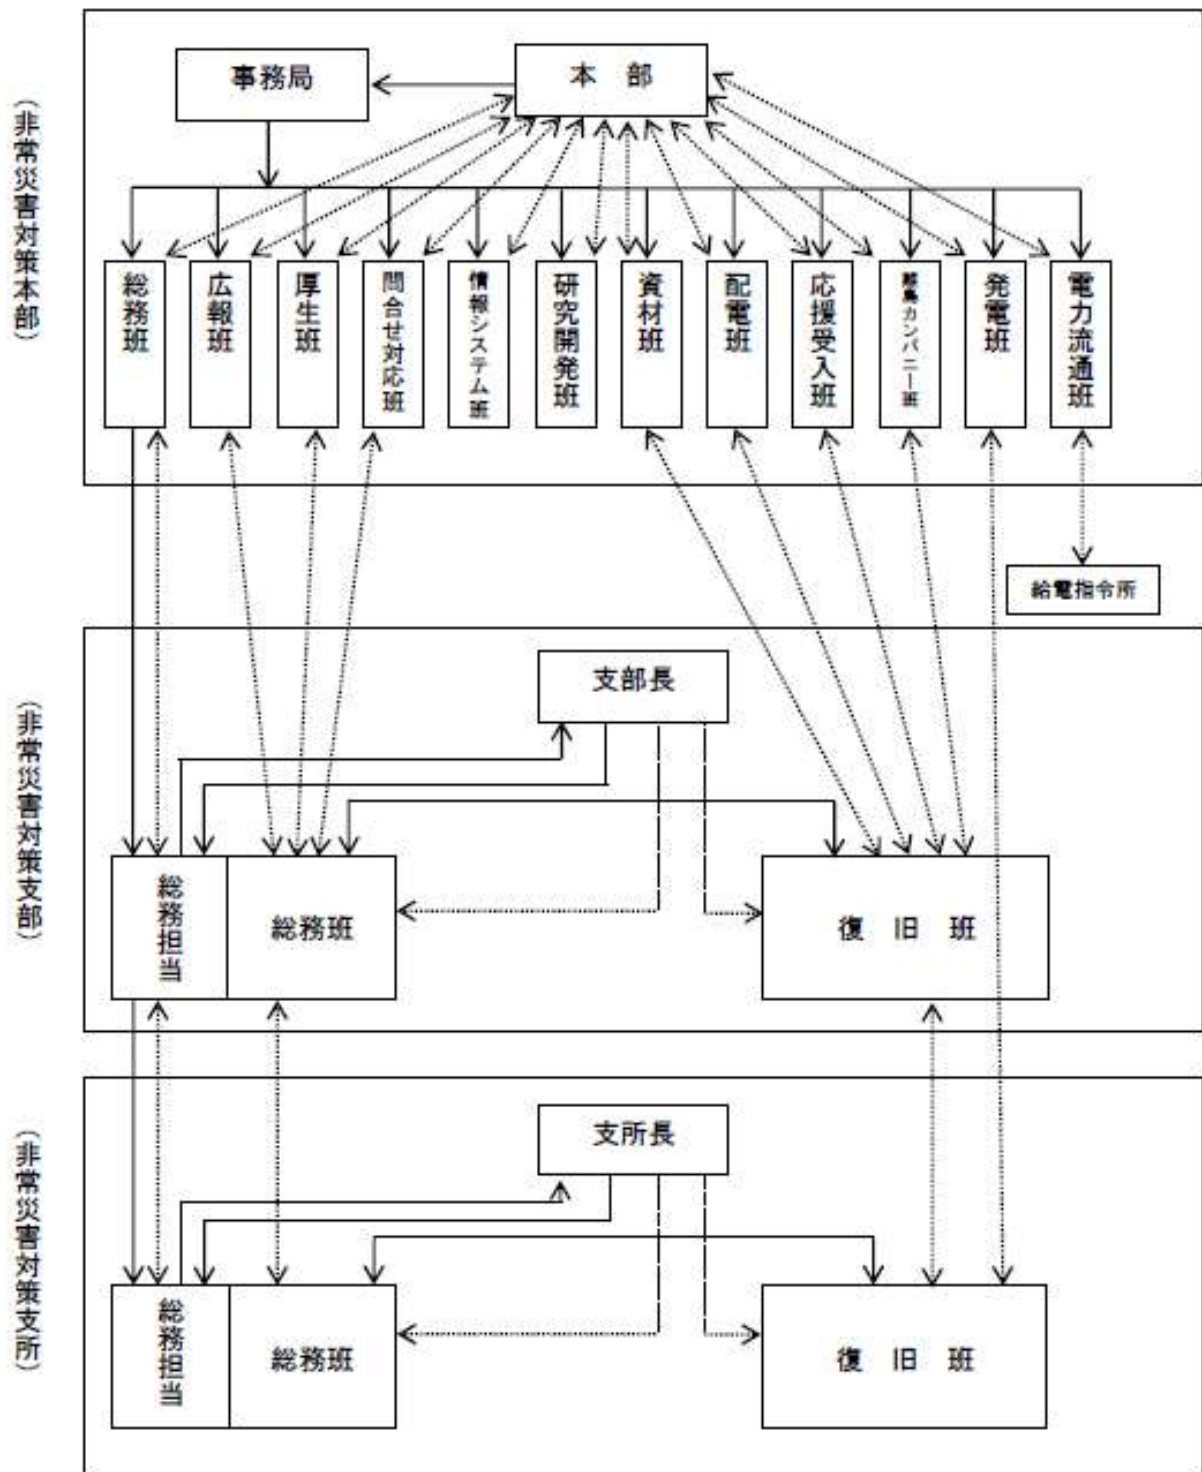 (非常災害対策本部)
事務局
本 部
総務班
広報班
厚生班
問合せ対応班
情報システム班
研究開発班
資材班
配電班
応援受入班
離島カンパニー班
発電班
電力流通班
給電指令所
(非常災害対策支部)
支部長
総務担当
総務班
復 旧 班
(非常災害対策支所)
支所長
総務担当
総務班
復 旧 班